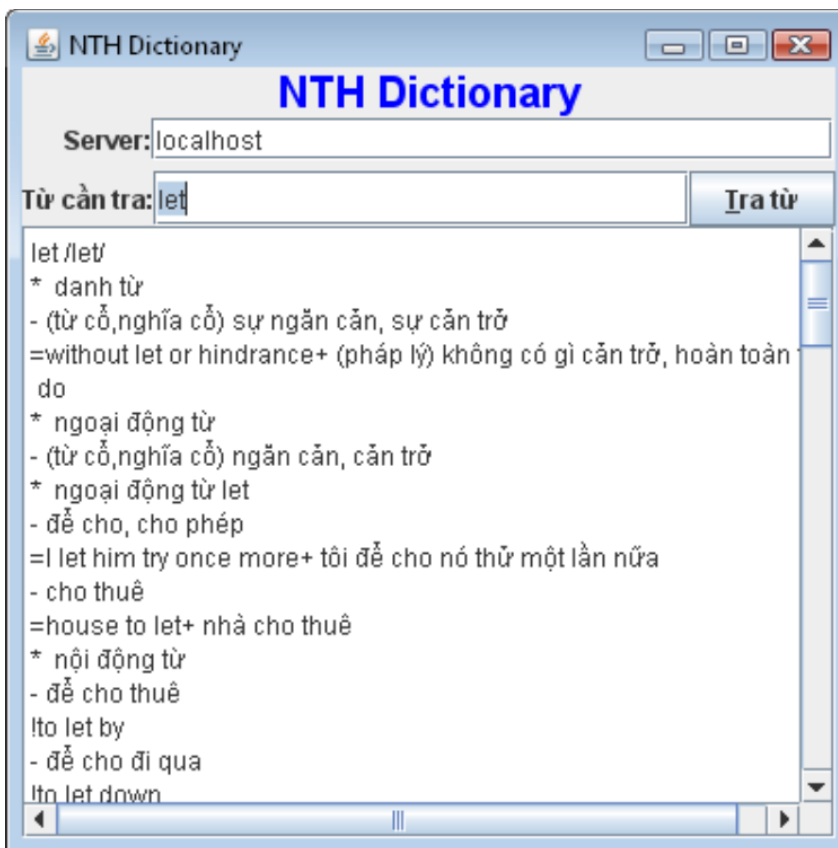 NTH Dictionary
NTH Dictionary
Server: localhost
Từ cần tra: let Tra từ
let /let/
* danh từ
- (từ cổ,nghĩa cổ) sự ngăn cản, sự cản trở
=without let or hindrance+ (pháp lý) không có gì cản trở, hoàn toàn
do
* ngoại động từ
- (từ cổ,nghĩa cổ) ngăn cản, cản trở
* ngoại động từ let
- để cho, cho phép
=I let him try once more+ tôi để cho nó thử một lần nữa
- cho thuê
=house to let+ nhà cho thuê
* nội động từ
- để cho thuê
!to let by
- để cho đi qua
!to let down